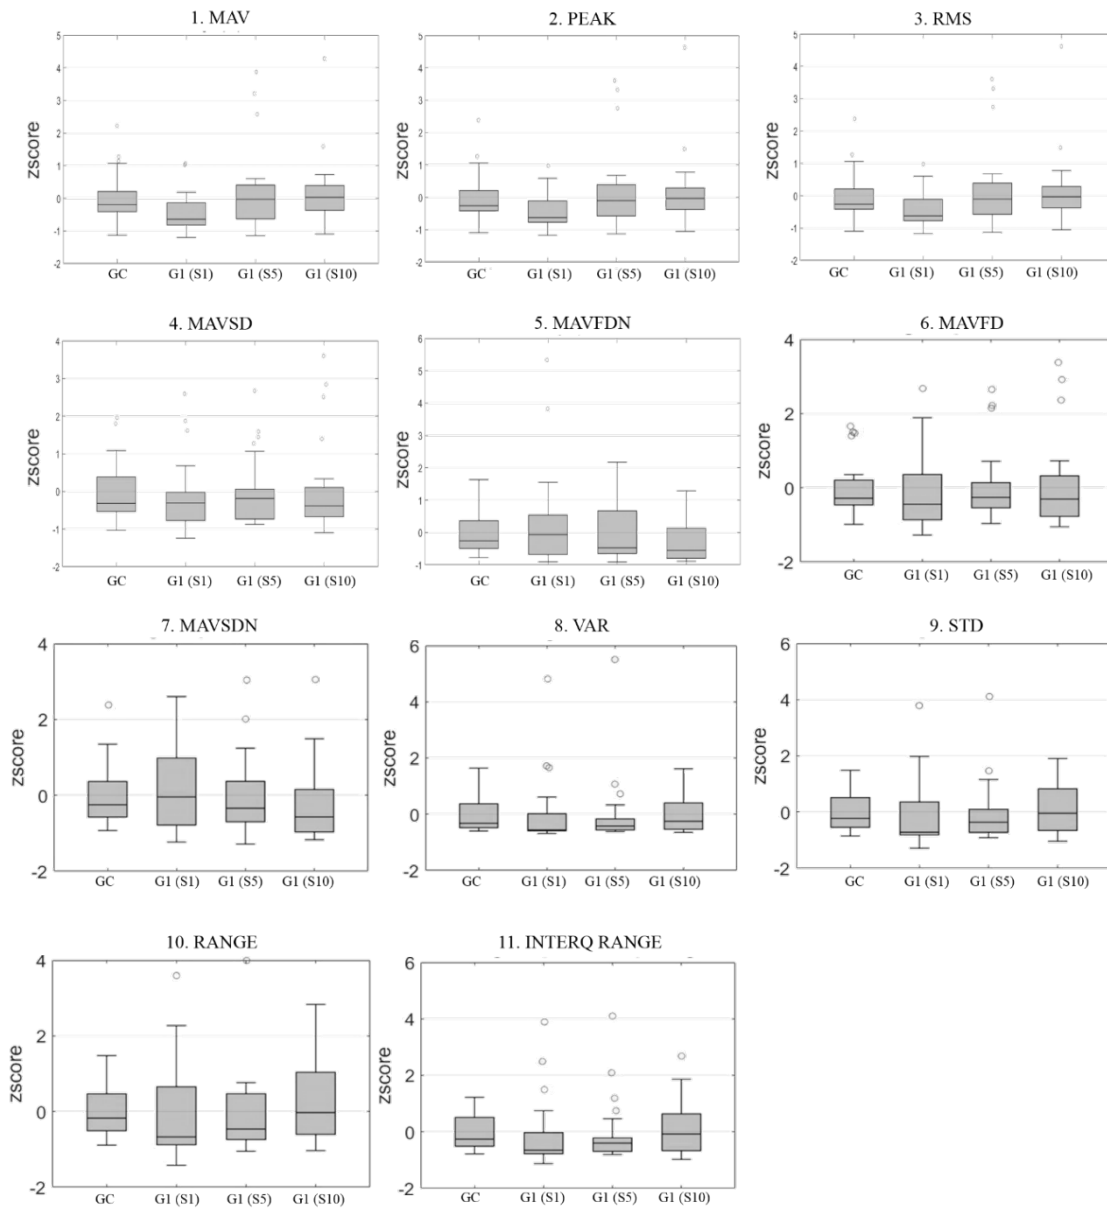 1. MAV
2. PEAK
3. RMS
zscore
5
4
3
2
1
0
-1
-2
GC
G1 (S1)
G1 (S5)
G1 (S10)
zscore
5
4
3
2
1
0
-1
-2
GC
G1 (S1)
G1 (S5)
G1 (S10)
zscore
5
4
3
2
1
0
-1
-2
GC
G1 (S1)
G1 (S5)
G1 (S10)
4. MAVSD
5. MAVFDN
6. MAVFD
zscore
4
3
2
1
0
-1
-2
GC
G1 (S1)
G1 (S5)
G1 (S10)
zscore
6
5
4
3
2
1
0
-1
GC
G1 (S1)
G1 (S5)
G1 (S10)
zscore
4
2
0
-2
GC
G1 (S1)
G1 (S5)
G1 (S10)
7. MAVSDN
8. VAR
9. STD
zscore
4
2
0
-2
GC
G1 (S1)
G1 (S5)
G1 (S10)
zscore
6
4
2
0
-2
GC
G1 (S1)
G1 (S5)
G1 (S10)
zscore
6
4
2
0
-2
GC
G1 (S1)
G1 (S5)
G1 (S10)
10. RANGE
11. INTERQ RANGE
zscore
4
2
0
-2
GC
G1 (S1)
G1 (S5)
G1 (S10)
zscore
6
4
2
0
-2
GC
G1 (S1)
G1 (S5)
G1 (S10)